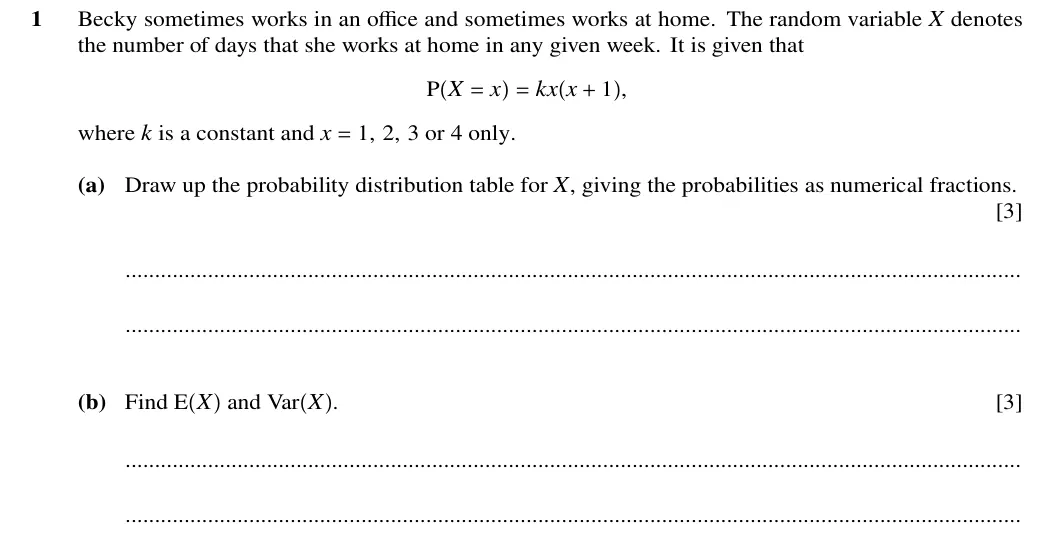 1 Becky sometimes works in an office and sometimes works at home. The random variable X denotes
the number of days that she works at home in any given week. It is given that
P(X = x) = kx(x + 1),
where k is a constant and x = 1, 2, 3 or 4 only.
(a) Draw up the probability distribution table for X, giving the probabilities as numerical fractions.
[3]
(b) Find E(X) and Var(X). [3]